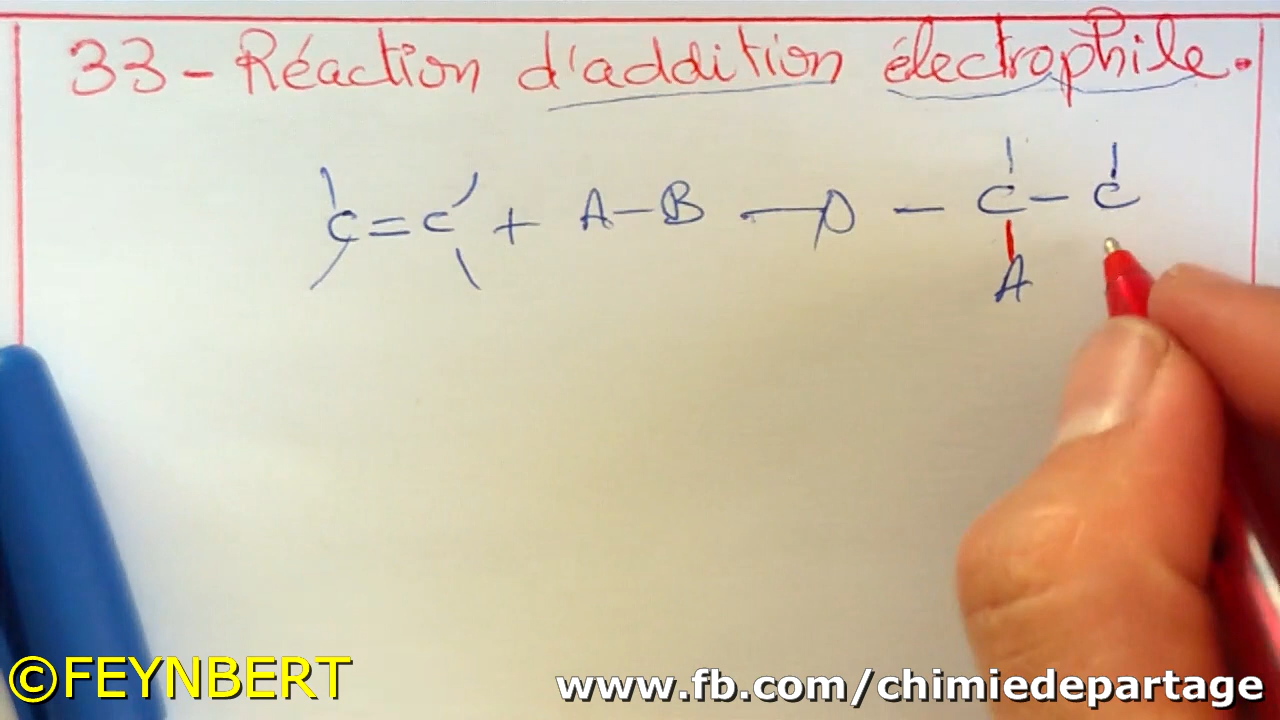 33 - Réaction d'addition électrophile.
C = C + A - B → - C - C
A
©FEYNBERT
www.fb.com/chimiedepartage